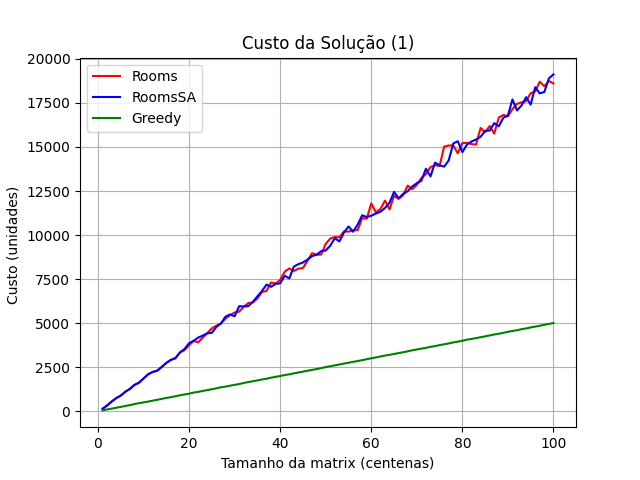 Custo da Solução (1)
Rooms
RoomsSA
Greedy
Custo (unidades)
20000
17500
15000
12500
10000
7500
5000
2500
0
0 20 40 60 80 100
Tamanho da matrix (centenas)